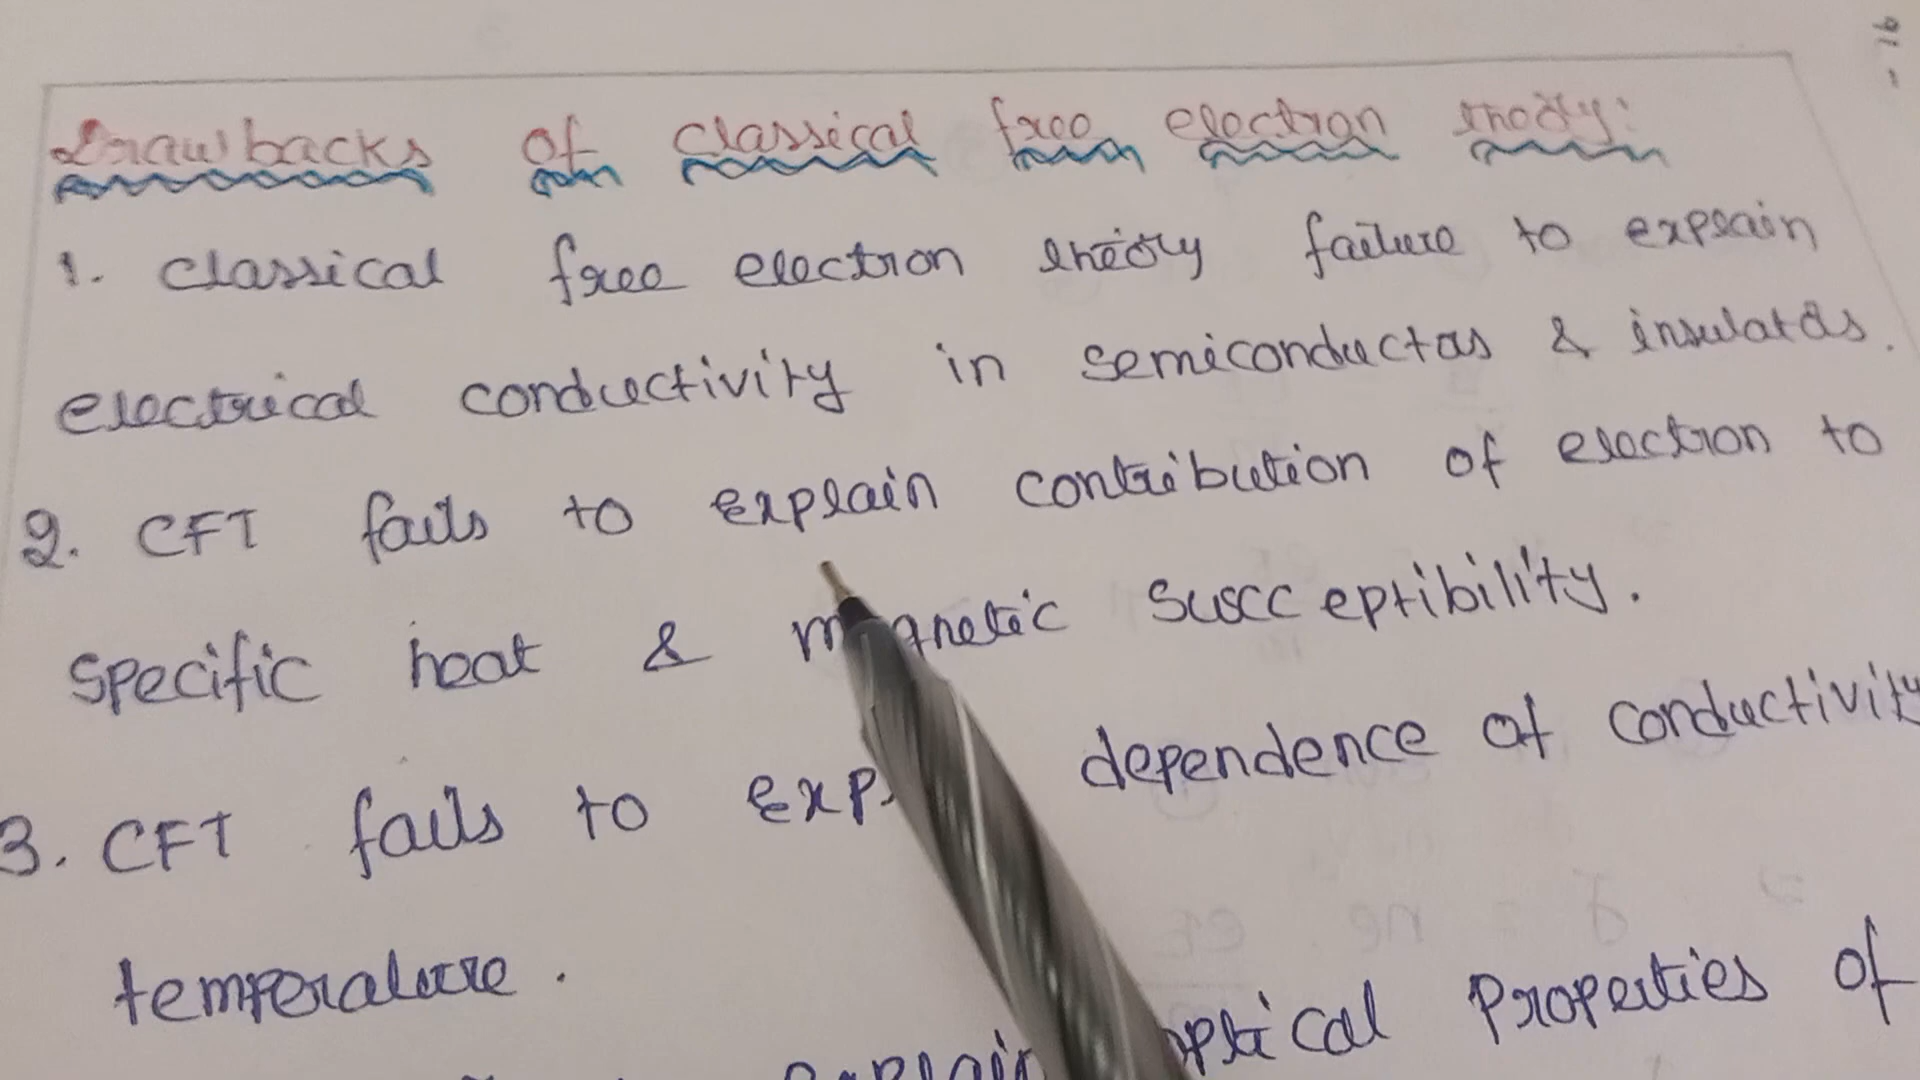 Drawbacks of classical free electron theory:
1. classical free electron theory failure to explain
electrical conductivity in semiconductors & insulators.
2. CFT fails to explain contribution of electron to
specific heat & magnetic succeptibility.
3. CFT fails to dependence of conductivity
temperature.
explain optical properties of